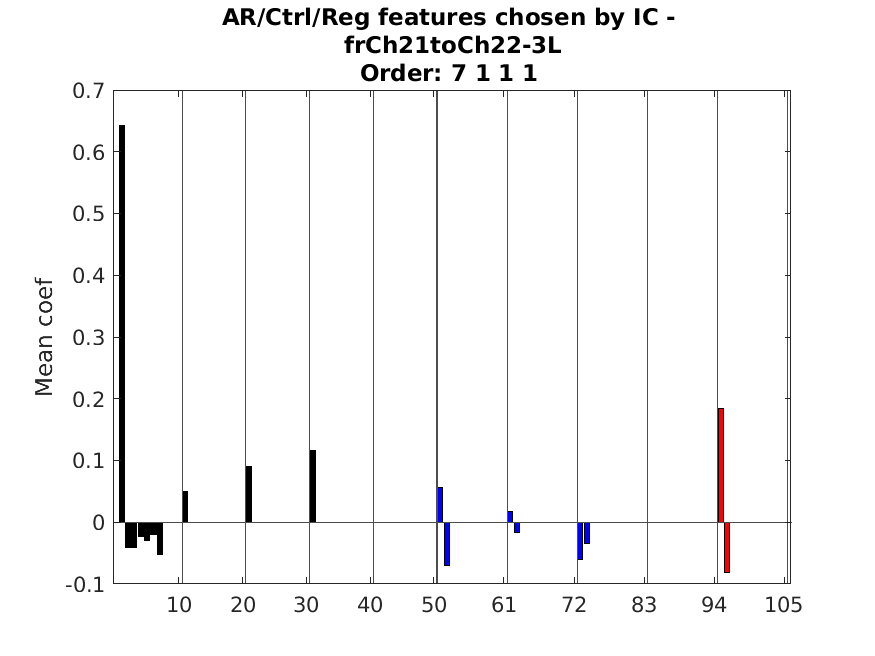 AR/Ctrl/Reg features chosen by IC -
frCh21toCh22-3L
Order: 7 1 1 1
0.7
0.6
0.5
0.4
0.3
0.2
0.1
0
-0.1
Mean coef
10 20 30 40 50 61 72 83 94 105